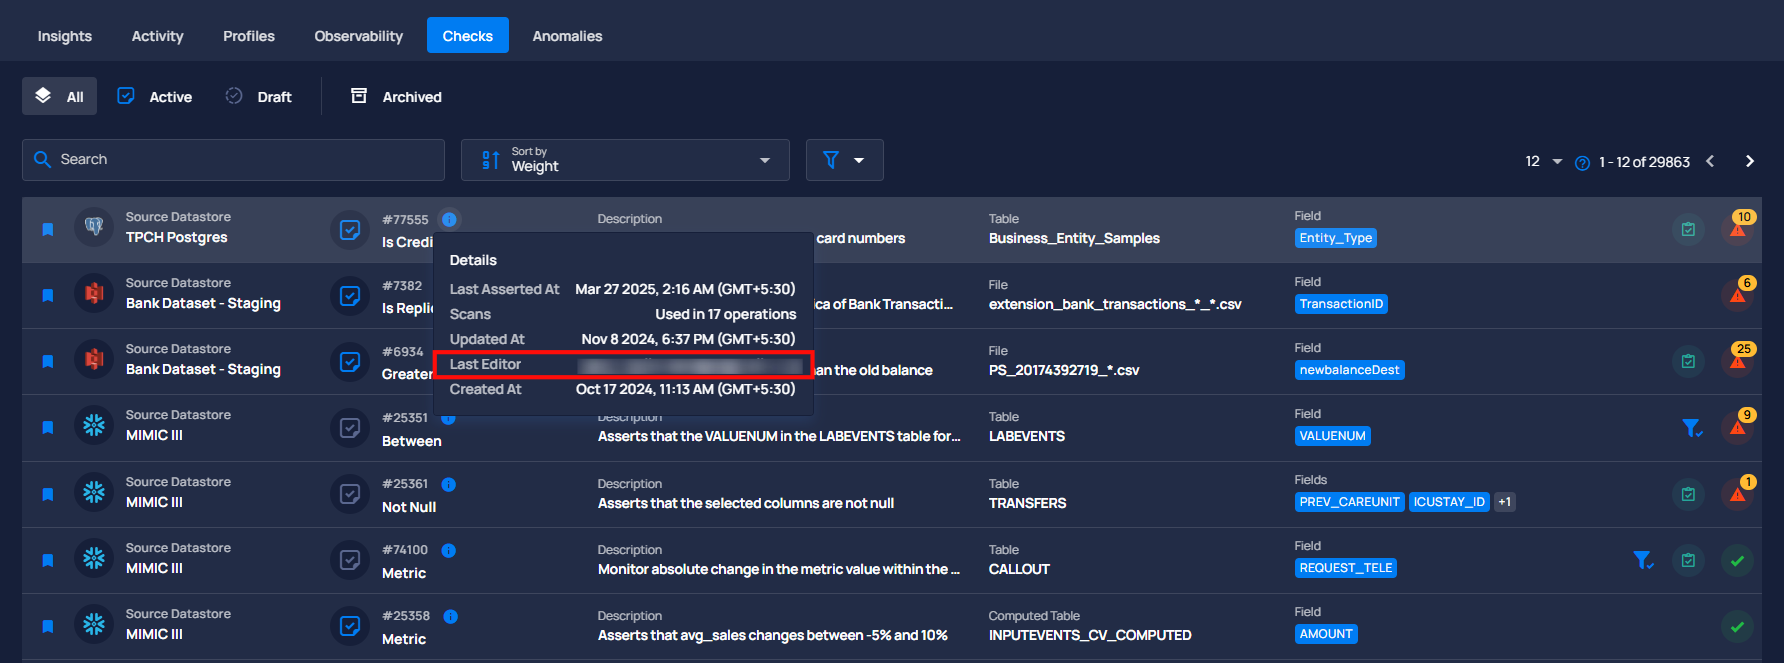 Insights Activity Profiles Observability Checks Anomalies
All Active Draft Archived
Search
Sort by
Weight
12 1 - 12 of 29863
Source Datastore
TPCH Postgres
#77555
Is Credi
Description
card numbers
Table
Business_Entity_Samples
Field
Entity_Type
10
Details
Last Asserted At Mar 27 2025, 2:16 AM (GMT+5:30)
Scans Used in 17 operations
Updated At Nov 8 2024, 6:37 PM (GMT+5:30)
Last Editor
Created At Oct 17 2024, 11:13 AM (GMT+5:30)
Source Datastore
Bank Dataset - Staging
#7382
Is Replic
ica of Bank Transacti...
File
extension_bank_transactions_*_*.csv
Field
TransactionID
6
Source Datastore
Bank Dataset - Staging
#6934
Greater
an the old balance
File
PS_20174392719_*.csv
Field
newbalanceDest
25
Source Datastore
MIMIC III
#25351
Between
Description
Asserts that the VALUENUM in the LABEVENTS table for...
Table
LABEVENTS
Field
VALUENUM
9
Source Datastore
MIMIC III
#25361
Not Null
Description
Asserts that the selected columns are not null
Table
TRANSFERS
Fields
PREV_CAREUNIT ICUSTAY_ID +1
1
Source Datastore
MIMIC III
#74100
Metric
Description
Monitor absolute change in the metric value within the ...
Table
CALLOUT
Field
REQUEST_TELE
Source Datastore
MIMIC III
#25358
Metric
Description
Asserts that avg_sales changes between -5% and 10%
Computed Table
INPUTEVENTS_CV_COMPUTED
Field
AMOUNT